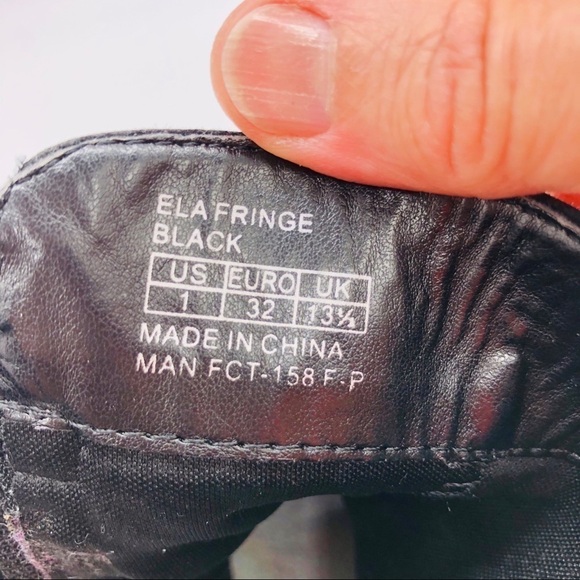 ELA FRINGE
BLACK
US EURO UK
1 32 13½
MADE IN CHINA
MAN FCT-158 F-P